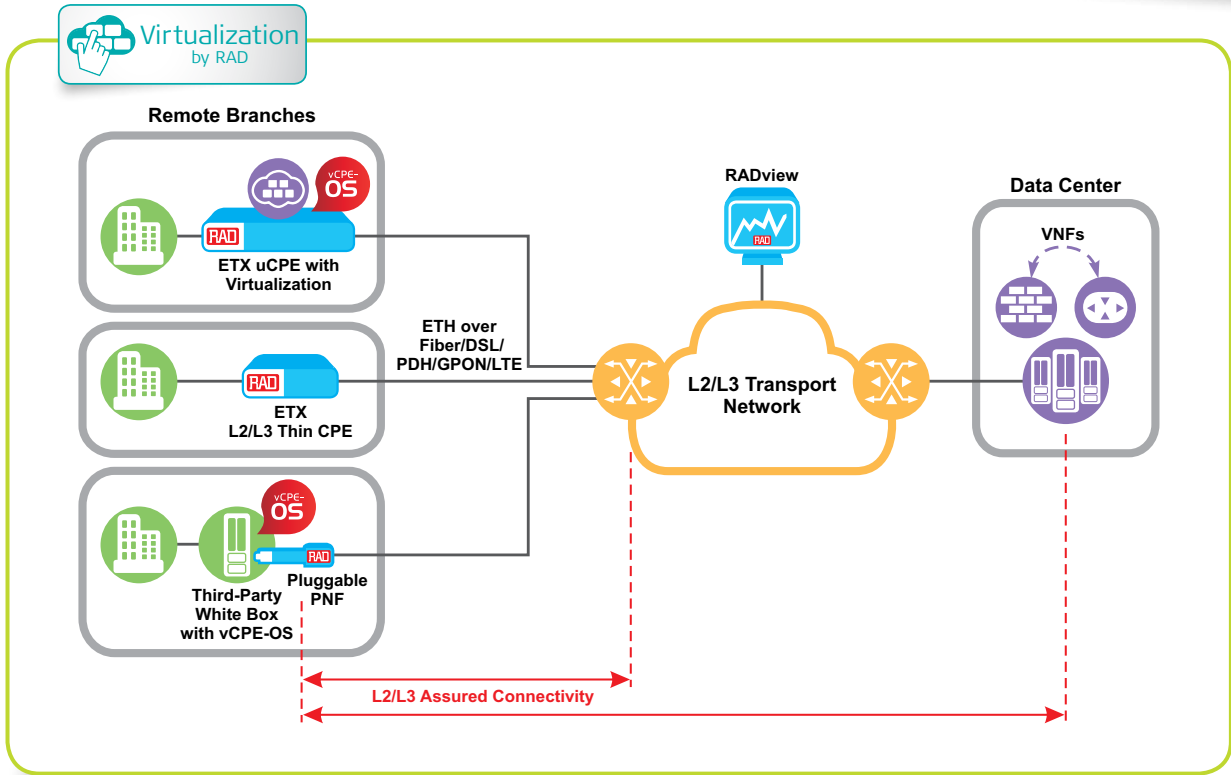 Virtualization
by RAD
Remote Branches
vCPE-
OS
RAD
ETX uCPE with
Virtualization
RAD
ETX
L2/L3 Thin CPE
vCPE-
OS
RAD
Pluggable
PNF
Third-Party
White Box
with vCPE-OS
ETH over
Fiber/DSL/
PDH/GPON/LTE
RADview
RAD
L2/L3 Transport
Network
Data Center
VNFs
L2/L3 Assured Connectivity